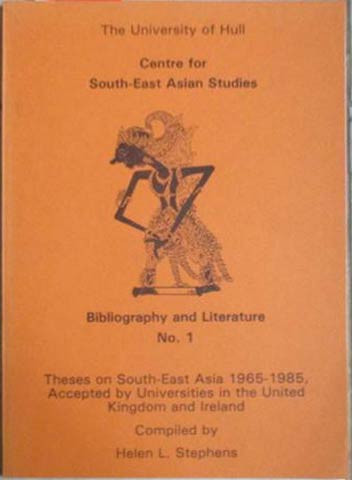 The University of Hull
Centre for
South-East Asian Studies
Bibliography and Literature
No. 1
Theses on South-East Asia 1965-1985,
Accepted by Universities in the United
Kingdom and Ireland
Compiled by
Helen L. Stephens